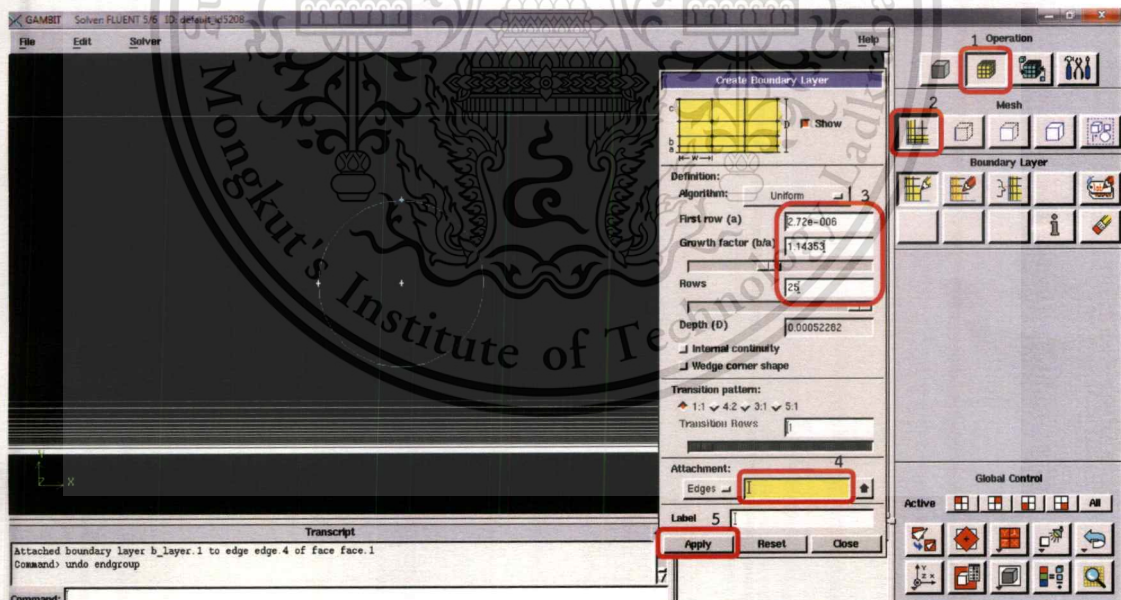 GAMBIT Solver: FLUENT 5/6 ID: default_id5208
File Edit Solver Help
1 Operation
2 Mesh
Boundary Layer
Create Boundary Layer
c
b
a
w
D
Show
Definition:
Algorithm: Uniform
3
First row (a) 2.72e-006
Growth factor (b/a) 1.14353
Rows 25
Depth (D) 0.00052282
Internal continuity
Wedge corner shape
Transition pattern:
1:1 4:2 3:1 5:1
Transition Rows 1
Attachment: 4
Edges
Label 5
Apply Reset Close
Y
Z X
Transcript
Attached boundary layer b_layer.1 to edge edge.4 of face face.1
Command> undo endgroup
Command:
Global Control
Active All
Mongkut's Institute of Technology